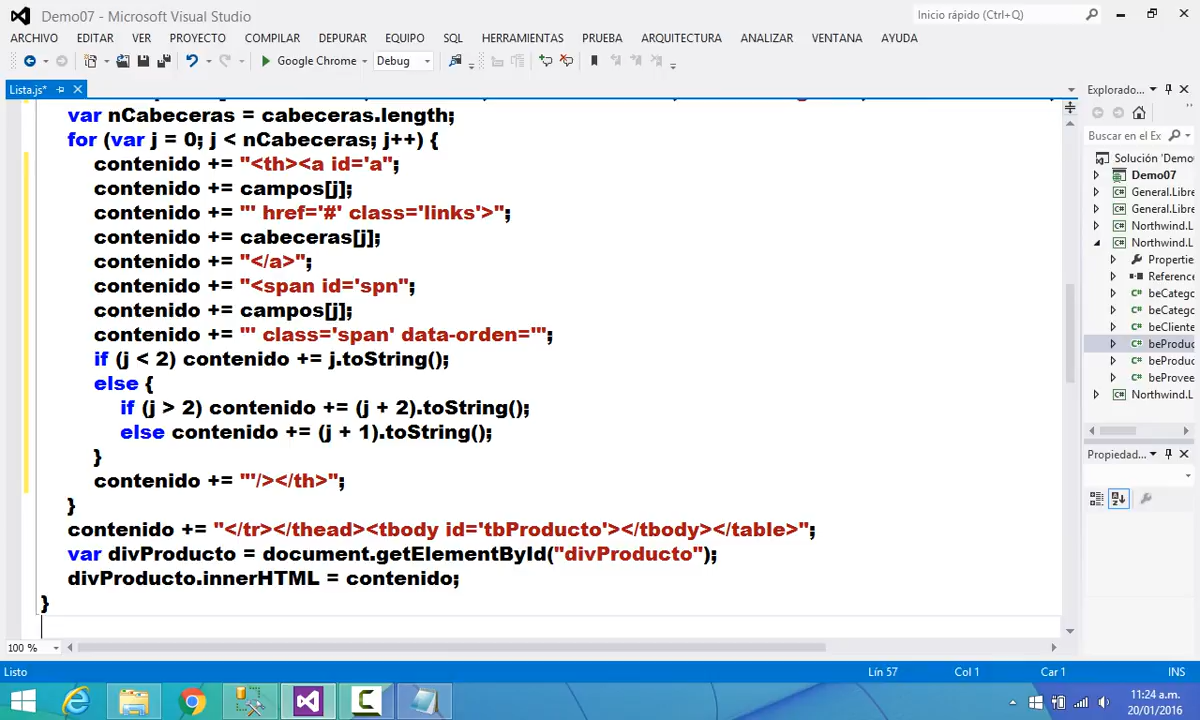 Demo07 - Microsoft Visual Studio
Inicio rápido (Ctrl+Q)
ARCHIVO EDITAR VER PROYECTO COMPILAR DEPURAR EQUIPO SQL HERRAMIENTAS PRUEBA ARQUITECTURA ANALIZAR VENTANA AYUDA
Google Chrome Debug
Lista.js*
Explorado...
var nCabeceras = cabeceras.length;
for (var j = 0; j < nCabeceras; j++) {
contenido += "<th><a id='a";
contenido += campos[j];
contenido += "' href='#' class='links'>";
contenido += cabeceras[j];
contenido += "</a>";
contenido += "<span id='spn";
contenido += campos[j];
contenido += "' class='span' data-orden='";
if (j < 2) contenido += j.toString();
else {
if (j > 2) contenido += (j + 2).toString();
else contenido += (j + 1).toString();
}
contenido += "'/></th>";
}
contenido += "</tr></thead><tbody id='tbProducto'></tbody></table>";
var divProducto = document.getElementById("divProducto");
divProducto.innerHTML = contenido;
}
Buscar en el Ex
Solución 'Demo
Demo07
General.Libre
General.Libre
Northwind.L
Northwind.L
Propertie
Reference
beCatego
beCatego
beCliente
beProduc
beProduc
beProvee
Northwind.L
Propiedad...
100 %
Listo
Lín 57 Col 1 Car 1 INS
11:24 a.m.
20/01/2016